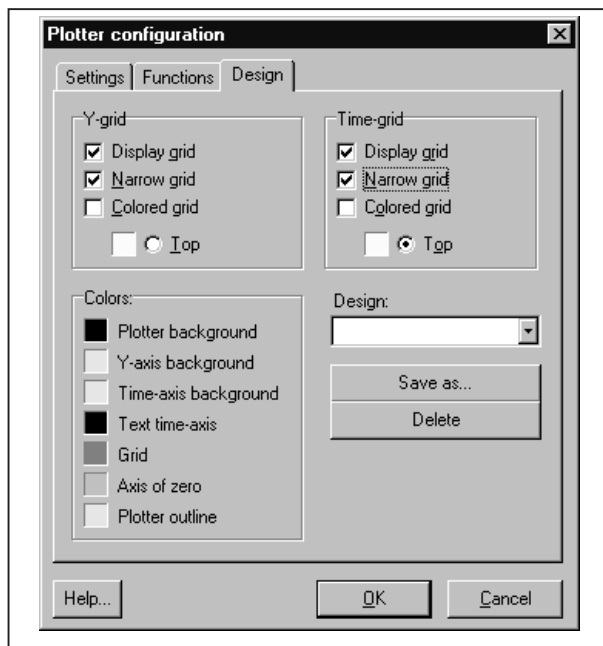 Plotter configuration
Settings Functions Design
Y-grid
Display grid
Narrow grid
Colored grid
Top
Time-grid
Display grid
Narrow grid
Colored grid
Top
Colors:
Plotter background
Y-axis background
Time-axis background
Text time-axis
Grid
Axis of zero
Plotter outline
Design:
Save as...
Delete
Help...
OK
Cancel